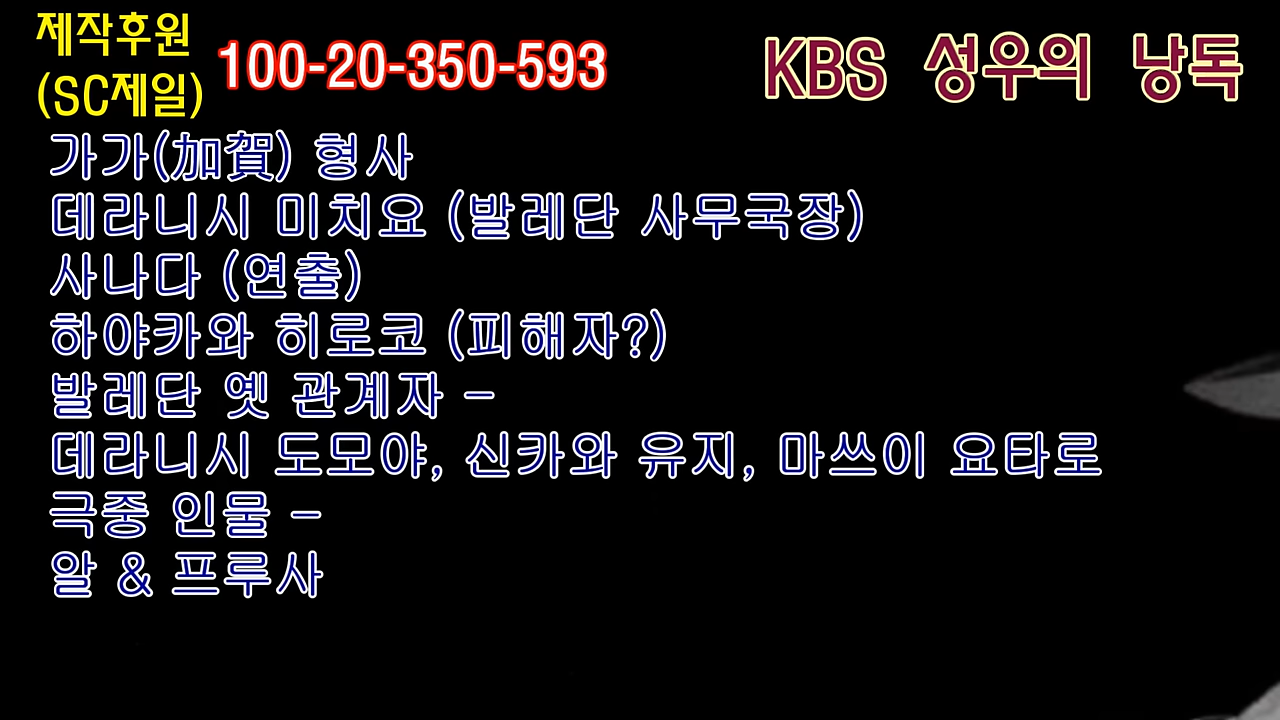 제작후원
(SC제일)
100-20-350-593
KBS 성우의 낭독
가가(加賀) 형사
데라니시 미치요 (발레단 사무국장)
사나다 (연출)
하야카와 히로코 (피해자?)
발레단 옛 관계자 -
데라니시 도모야, 신카와 유지, 마쓰이 요타로
극중 인물 -
알 & 프루사